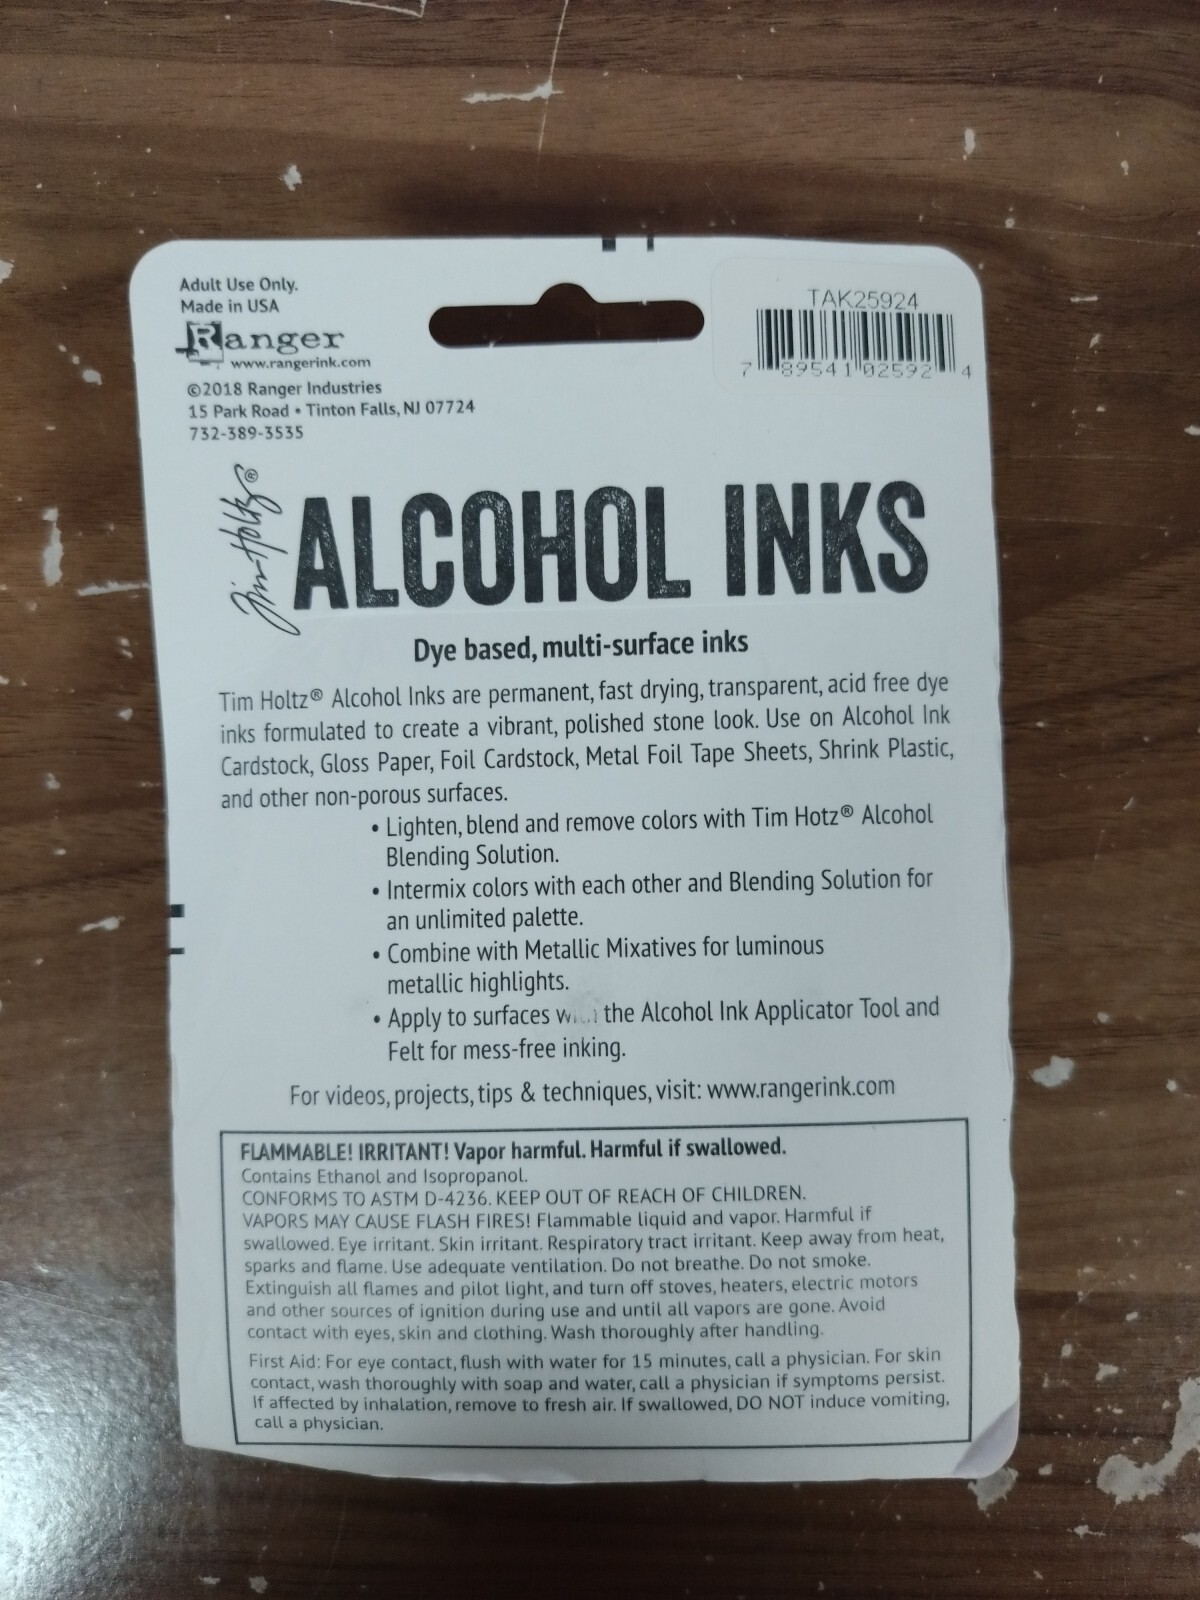 Adult Use Only.
Made in USA
Ranger
www.rangerink.com
©2018 Ranger Industries
15 Park Road • Tinton Falls, NJ 07724
732-389-3535
TAK25924
7 89541 02592 4
Tim Holtz®
ALCOHOL INKS
Dye based, multi-surface inks
Tim Holtz® Alcohol Inks are permanent, fast drying, transparent, acid free dye
inks formulated to create a vibrant, polished stone look. Use on Alcohol Ink
Cardstock, Gloss Paper, Foil Cardstock, Metal Foil Tape Sheets, Shrink Plastic,
and other non-porous surfaces.
• Lighten, blend and remove colors with Tim Hotz® Alcohol
Blending Solution.
• Intermix colors with each other and Blending Solution for
an unlimited palette.
• Combine with Metallic Mixatives for luminous
metallic highlights.
• Apply to surfaces with the Alcohol Ink Applicator Tool and
Felt for mess-free inking.
For videos, projects, tips & techniques, visit: www.rangerink.com
FLAMMABLE! IRRITANT! Vapor harmful. Harmful if swallowed.
Contains Ethanol and Isopropanol.
CONFORMS TO ASTM D-4236. KEEP OUT OF REACH OF CHILDREN.
VAPORS MAY CAUSE FLASH FIRES! Flammable liquid and vapor. Harmful if
swallowed. Eye irritant. Skin irritant. Respiratory tract irritant. Keep away from heat,
sparks and flame. Use adequate ventilation. Do not breathe. Do not smoke.
Extinguish all flames and pilot light, and turn off stoves, heaters, electric motors
and other sources of ignition during use and until all vapors are gone. Avoid
contact with eyes, skin and clothing. Wash thoroughly after handling.
First Aid: For eye contact, flush with water for 15 minutes, call a physician. For skin
contact, wash thoroughly with soap and water, call a physician if symptoms persist.
If affected by inhalation, remove to fresh air. If swallowed, DO NOT induce vomiting,
call a physician.